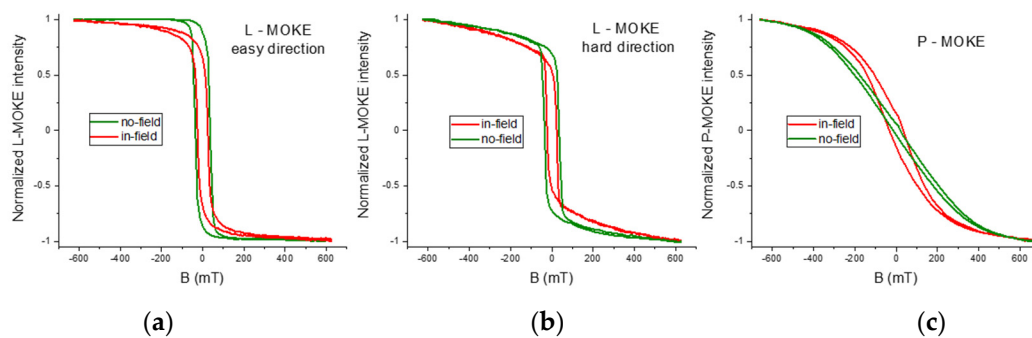 L - MOKE
easy direction
Normalized L-MOKE intensity
1
0.5
0
-0.5
-1
no-field
in-field
-600 -400 -200 0 200 400 600
B (mT)
(a)
L - MOKE
hard direction
Normalized L-MOKE intensity
1
0.5
0
-0.5
-1
in-field
no-field
-600 -400 -200 0 200 400 600
B (mT)
(b)
P - MOKE
Normalized P-MOKE intensity
1
0.5
0
-0.5
-1
in-field
no-field
-600 -400 -200 0 200 400 600
B (mT)
(c)